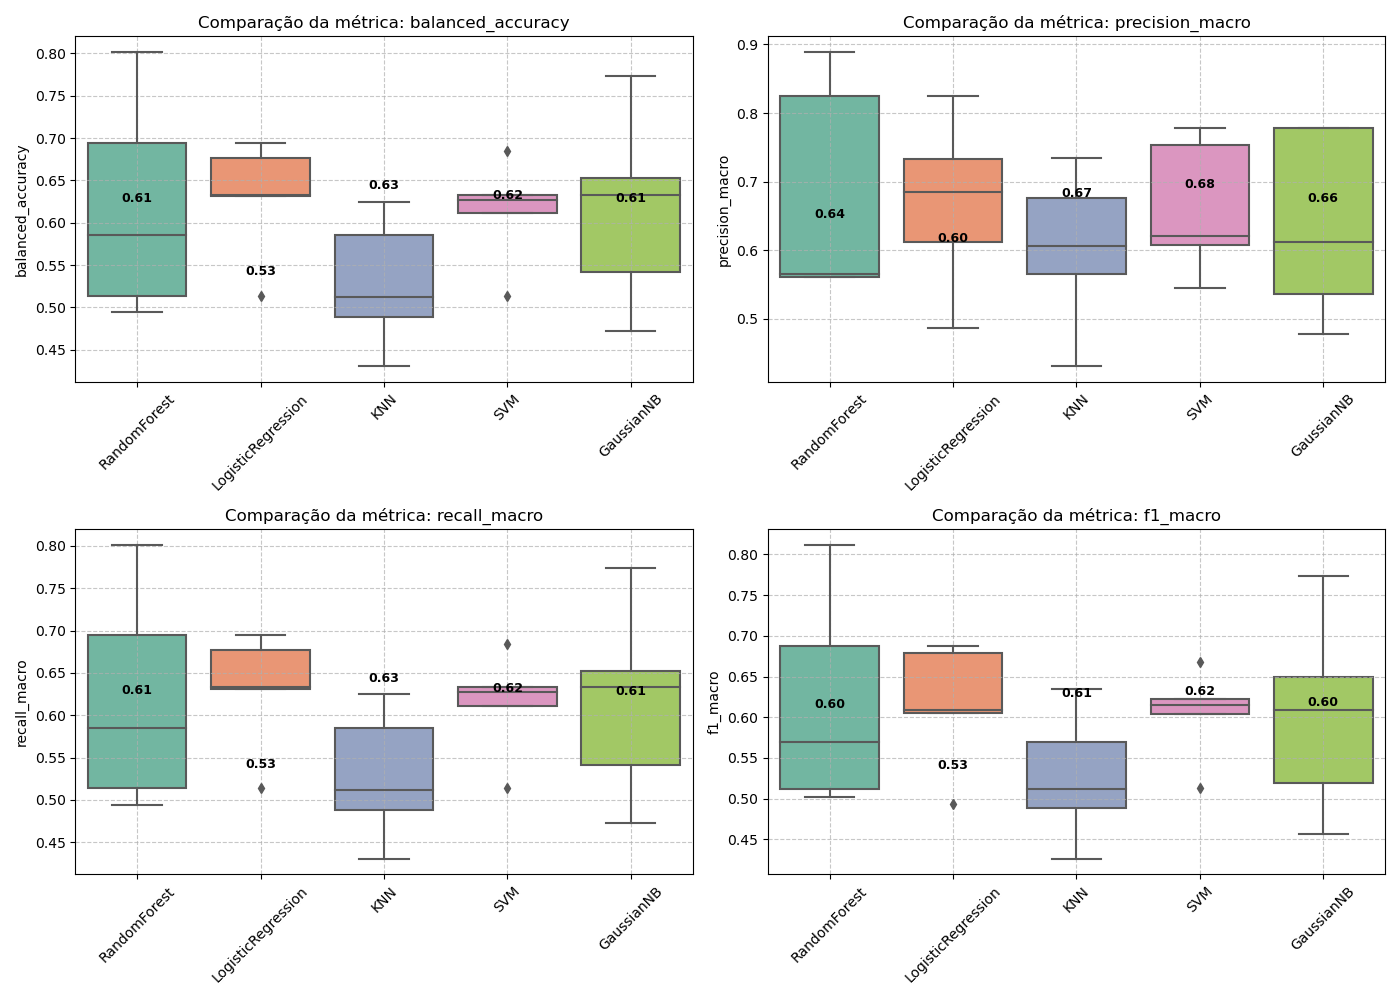 Comparação da métrica: balanced_accuracy
balanced_accuracy
0.80
0.75
0.70
0.65
0.60
0.55
0.50
0.45
0.61
0.53
0.63
0.62
0.61
RandomForest
LogisticRegression
KNN
SVM
GaussianNB
Comparação da métrica: precision_macro
precision_macro
0.9
0.8
0.7
0.6
0.5
0.64
0.60
0.67
0.68
0.66
RandomForest
LogisticRegression
KNN
SVM
GaussianNB
Comparação da métrica: recall_macro
recall_macro
0.80
0.75
0.70
0.65
0.60
0.55
0.50
0.45
0.61
0.53
0.63
0.62
0.61
RandomForest
LogisticRegression
KNN
SVM
GaussianNB
Comparação da métrica: f1_macro
f1_macro
0.80
0.75
0.70
0.65
0.60
0.55
0.50
0.45
0.60
0.53
0.61
0.62
0.60
RandomForest
LogisticRegression
KNN
SVM
GaussianNB